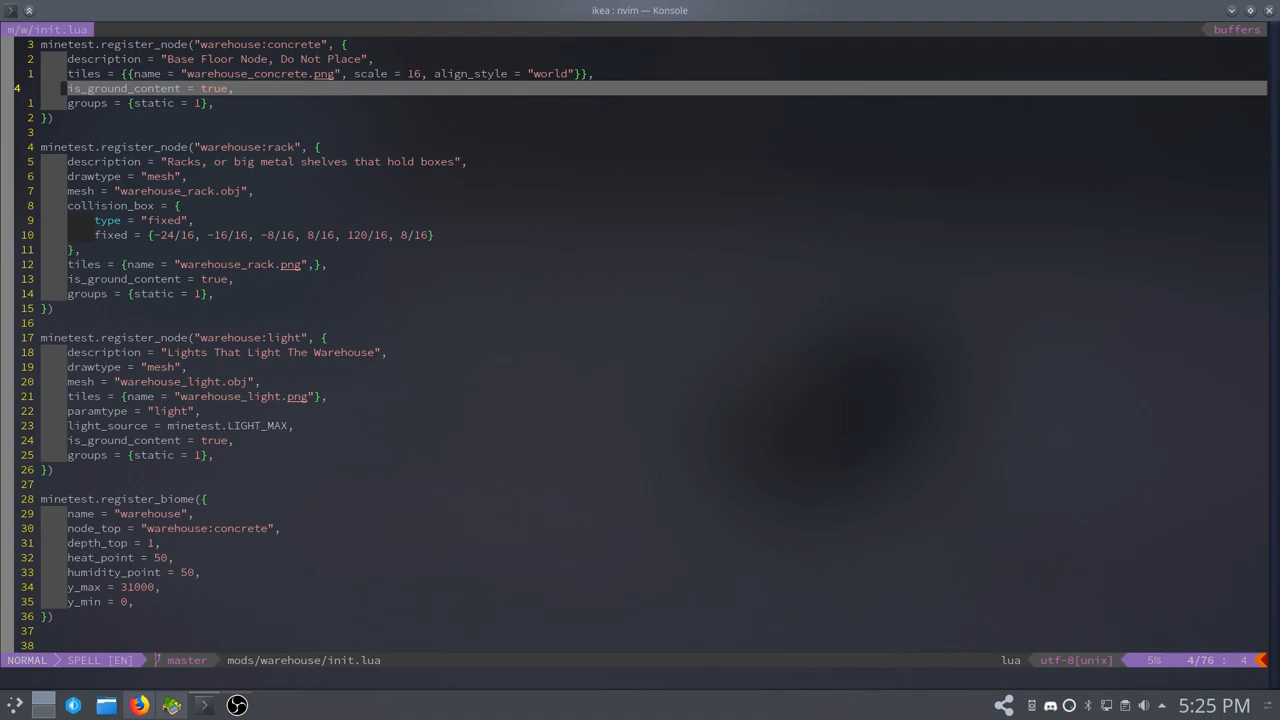 ikea : nvim — Konsole
m/w/init.lua buffers
3 minetest.register_node("warehouse:concrete", {
2 description = "Base Floor Node, Do Not Place",
1 tiles = {{name = "warehouse_concrete.png", scale = 16, align_style = "world"}},
4 is_ground_content = true,
1 groups = {static = 1},
2 })
3
4 minetest.register_node("warehouse:rack", {
5 description = "Racks, or big metal shelves that hold boxes",
6 drawtype = "mesh",
7 mesh = "warehouse_rack.obj",
8 collision_box = {
9 type = "fixed",
10 fixed = {-24/16, -16/16, -8/16, 8/16, 120/16, 8/16}
11 },
12 tiles = {name = "warehouse_rack.png",},
13 is_ground_content = true,
14 groups = {static = 1},
15 })
16
17 minetest.register_node("warehouse:light", {
18 description = "Lights That Light The Warehouse",
19 drawtype = "mesh",
20 mesh = "warehouse_light.obj",
21 tiles = {name = "warehouse_light.png"},
22 paramtype = "light",
23 light_source = minetest.LIGHT_MAX,
24 is_ground_content = true,
25 groups = {static = 1},
26 })
27
28 minetest.register_biome({
29 name = "warehouse",
30 node_top = "warehouse:concrete",
31 depth_top = 1,
32 heat_point = 50,
33 humidity_point = 50,
34 y_max = 31000,
35 y_min = 0,
36 })
37
38
NORMAL SPELL [EN] master mods/warehouse/init.lua lua utf-8[unix] 5% 4/76 : 4
5:25 PM